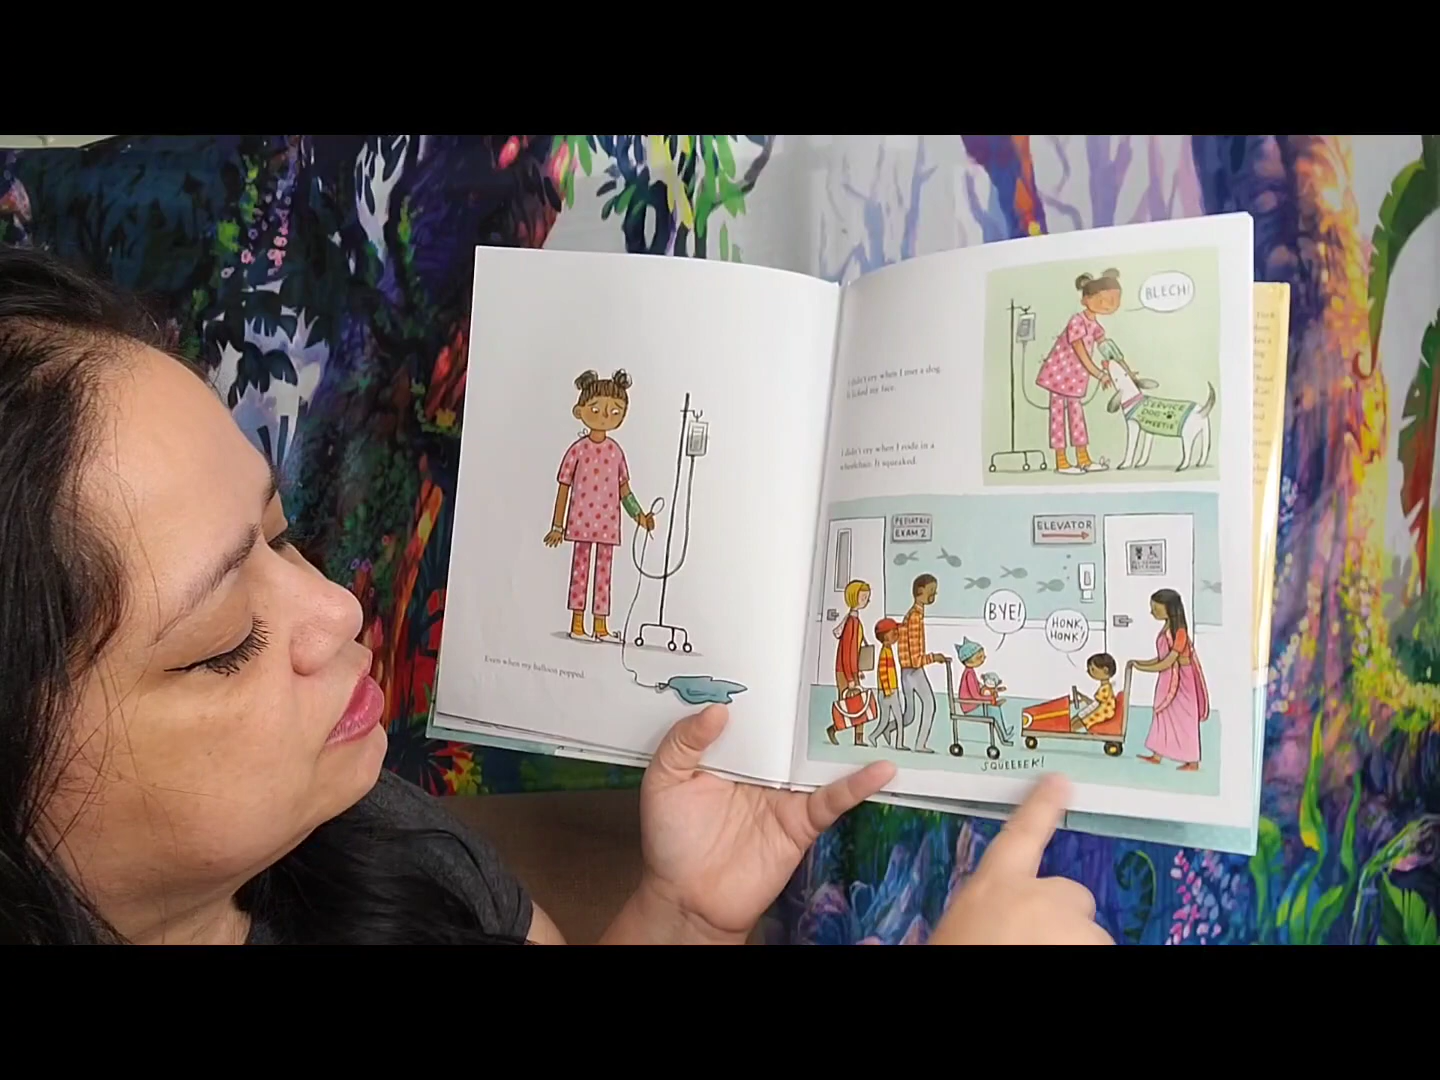 Even when my balloon popped.
I didn't cry when I met a dog.
It licked my face.
I didn't cry when I rode in a
wheelchair. It squeaked.
BLECH!
SERVICE
DOG
SWEETIE
PEDIATRIC
EXAM 2
ELEVATOR
BYE!
HONK,
HONK!
SQUEEEEK!